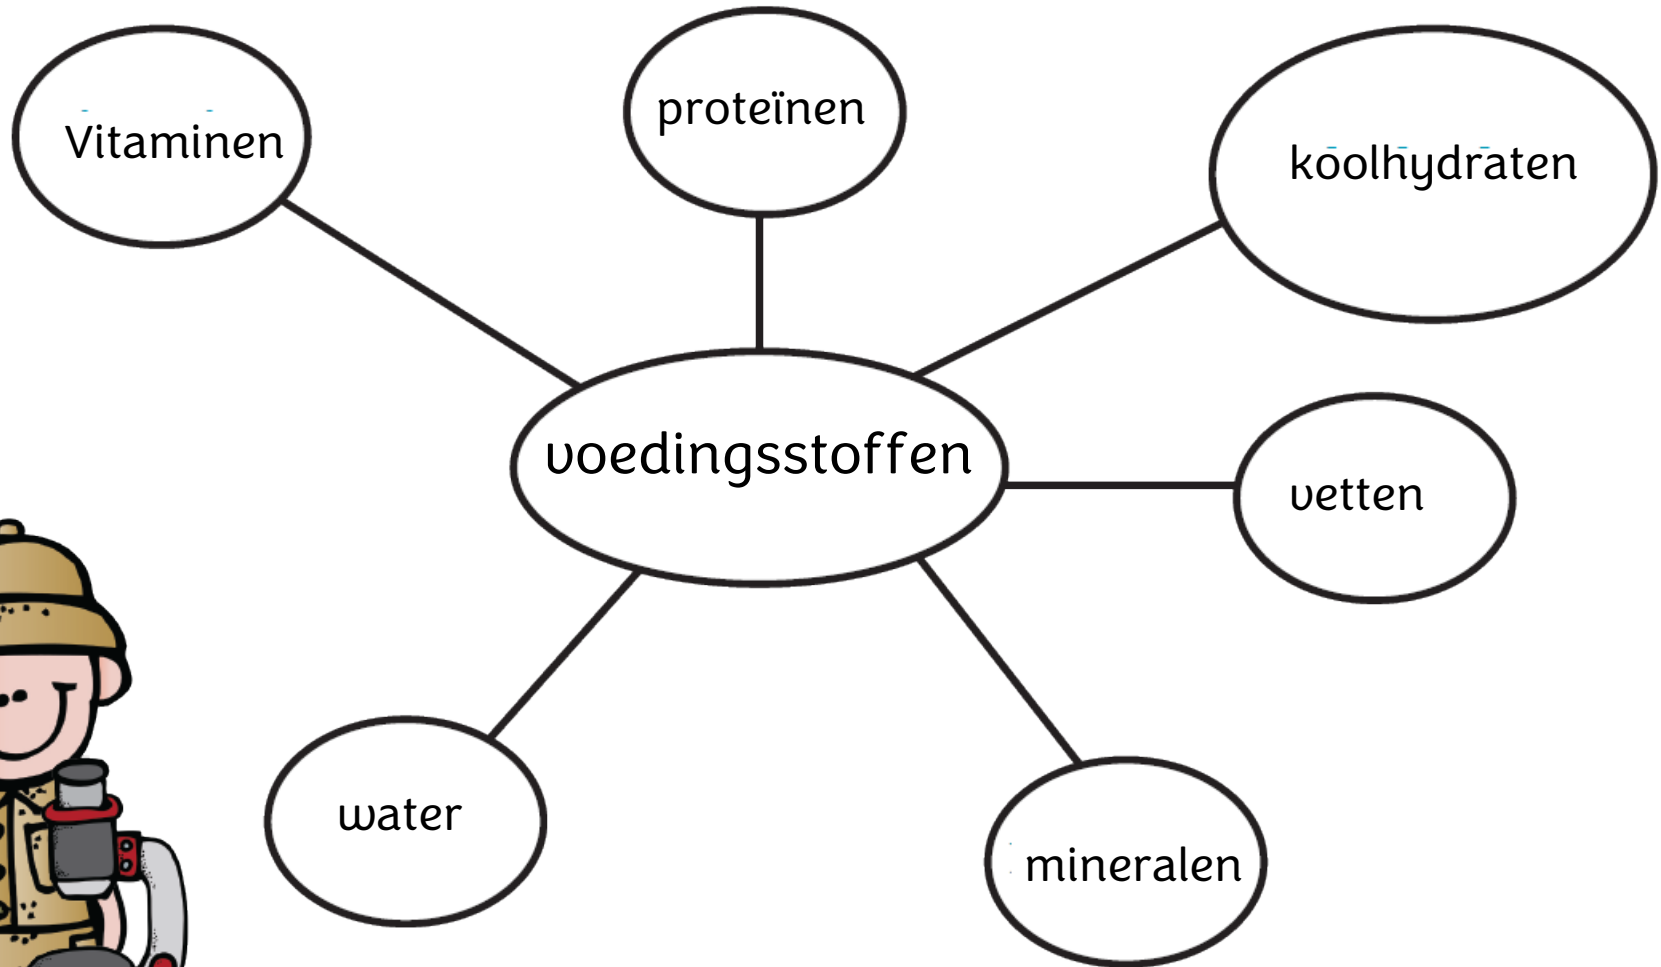 Vitaminen
proteïnen
koolhydraten
voedingsstoffen
vetten
water
mineralen